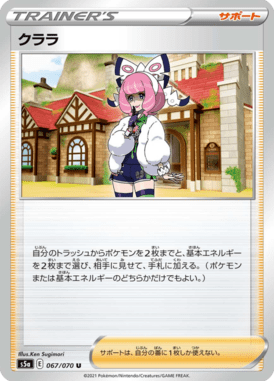 TRAINER'S サポート
クララ
自分のトラッシュからポケモンを2枚までと、基本エネルギー
を2枚まで選び、相手に見せて、手札に加える。（ポケモン
または基本エネルギーのどちらかだけでもよい。）
Illus.Ken Sugimori
S5a E 067/070 U
サポートは、自分の番に1枚しか使えない。
©2021 Pokémon/Nintendo/Creatures/GAME FREAK.